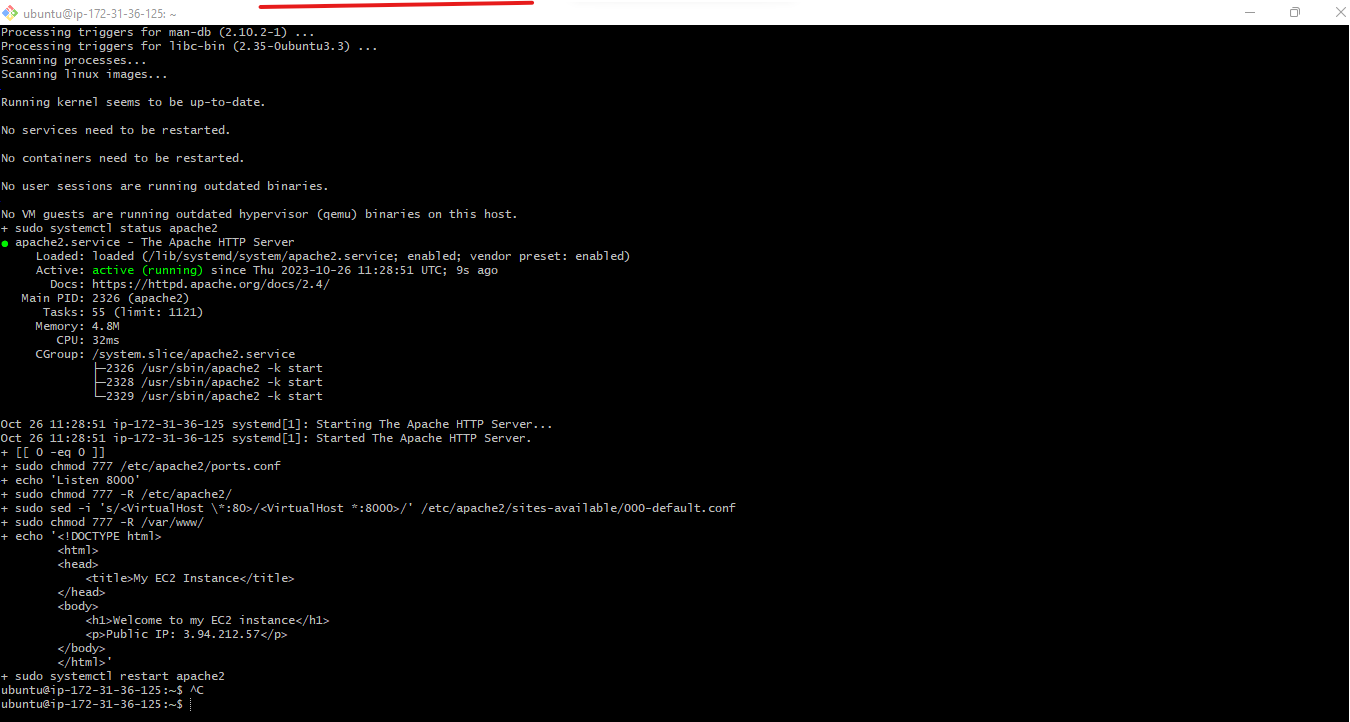 ubuntu@ip-172-31-36-125: ~
Processing triggers for man-db (2.10.2-1) ...
Processing triggers for libc-bin (2.35-0ubuntu3.3) ...
Scanning processes...
Scanning linux images...
Running kernel seems to be up-to-date.
No services need to be restarted.
No containers need to be restarted.
No user sessions are running outdated binaries.
No VM guests are running outdated hypervisor (qemu) binaries on this host.
+ sudo systemctl status apache2
● apache2.service - The Apache HTTP Server
     Loaded: loaded (/lib/systemd/system/apache2.service; enabled; vendor preset: enabled)
     Active: active (running) since Thu 2023-10-26 11:28:51 UTC; 9s ago
       Docs: https://httpd.apache.org/docs/2.4/
   Main PID: 2326 (apache2)
      Tasks: 55 (limit: 1121)
     Memory: 4.8M
        CPU: 32ms
     CGroup: /system.slice/apache2.service
             ├─2326 /usr/sbin/apache2 -k start
             ├─2328 /usr/sbin/apache2 -k start
             └─2329 /usr/sbin/apache2 -k start
Oct 26 11:28:51 ip-172-31-36-125 systemd[1]: Starting The Apache HTTP Server...
Oct 26 11:28:51 ip-172-31-36-125 systemd[1]: Started The Apache HTTP Server.
+ [[ 0 -eq 0 ]]
+ sudo chmod 777 /etc/apache2/ports.conf
+ echo 'Listen 8000'
+ sudo chmod 777 -R /etc/apache2/
+ sudo sed -i 's/<VirtualHost \*:80>/<VirtualHost *:8000>/' /etc/apache2/sites-available/000-default.conf
+ sudo chmod 777 -R /var/www/
+ echo '<!DOCTYPE html>
        <html>
        <head>
            <title>My EC2 Instance</title>
        </head>
        <body>
            <h1>Welcome to my EC2 instance</h1>
            <p>Public IP: 3.94.212.57</p>
        </body>
        </html>'
+ sudo systemctl restart apache2
ubuntu@ip-172-31-36-125:~$ ^C
ubuntu@ip-172-31-36-125:~$